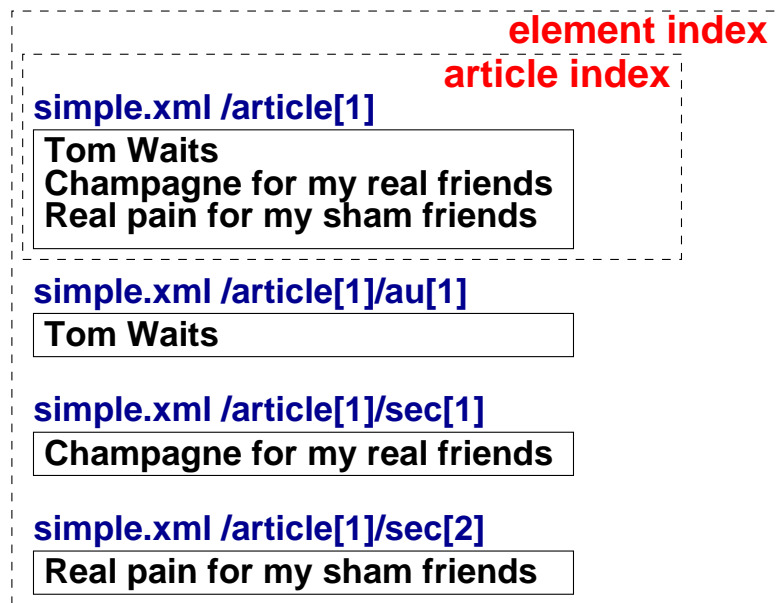 element index
article index
simple.xml /article[1]
Tom Waits
Champagne for my real friends
Real pain for my sham friends
simple.xml /article[1]/au[1]
Tom Waits
simple.xml /article[1]/sec[1]
Champagne for my real friends
simple.xml /article[1]/sec[2]
Real pain for my sham friends